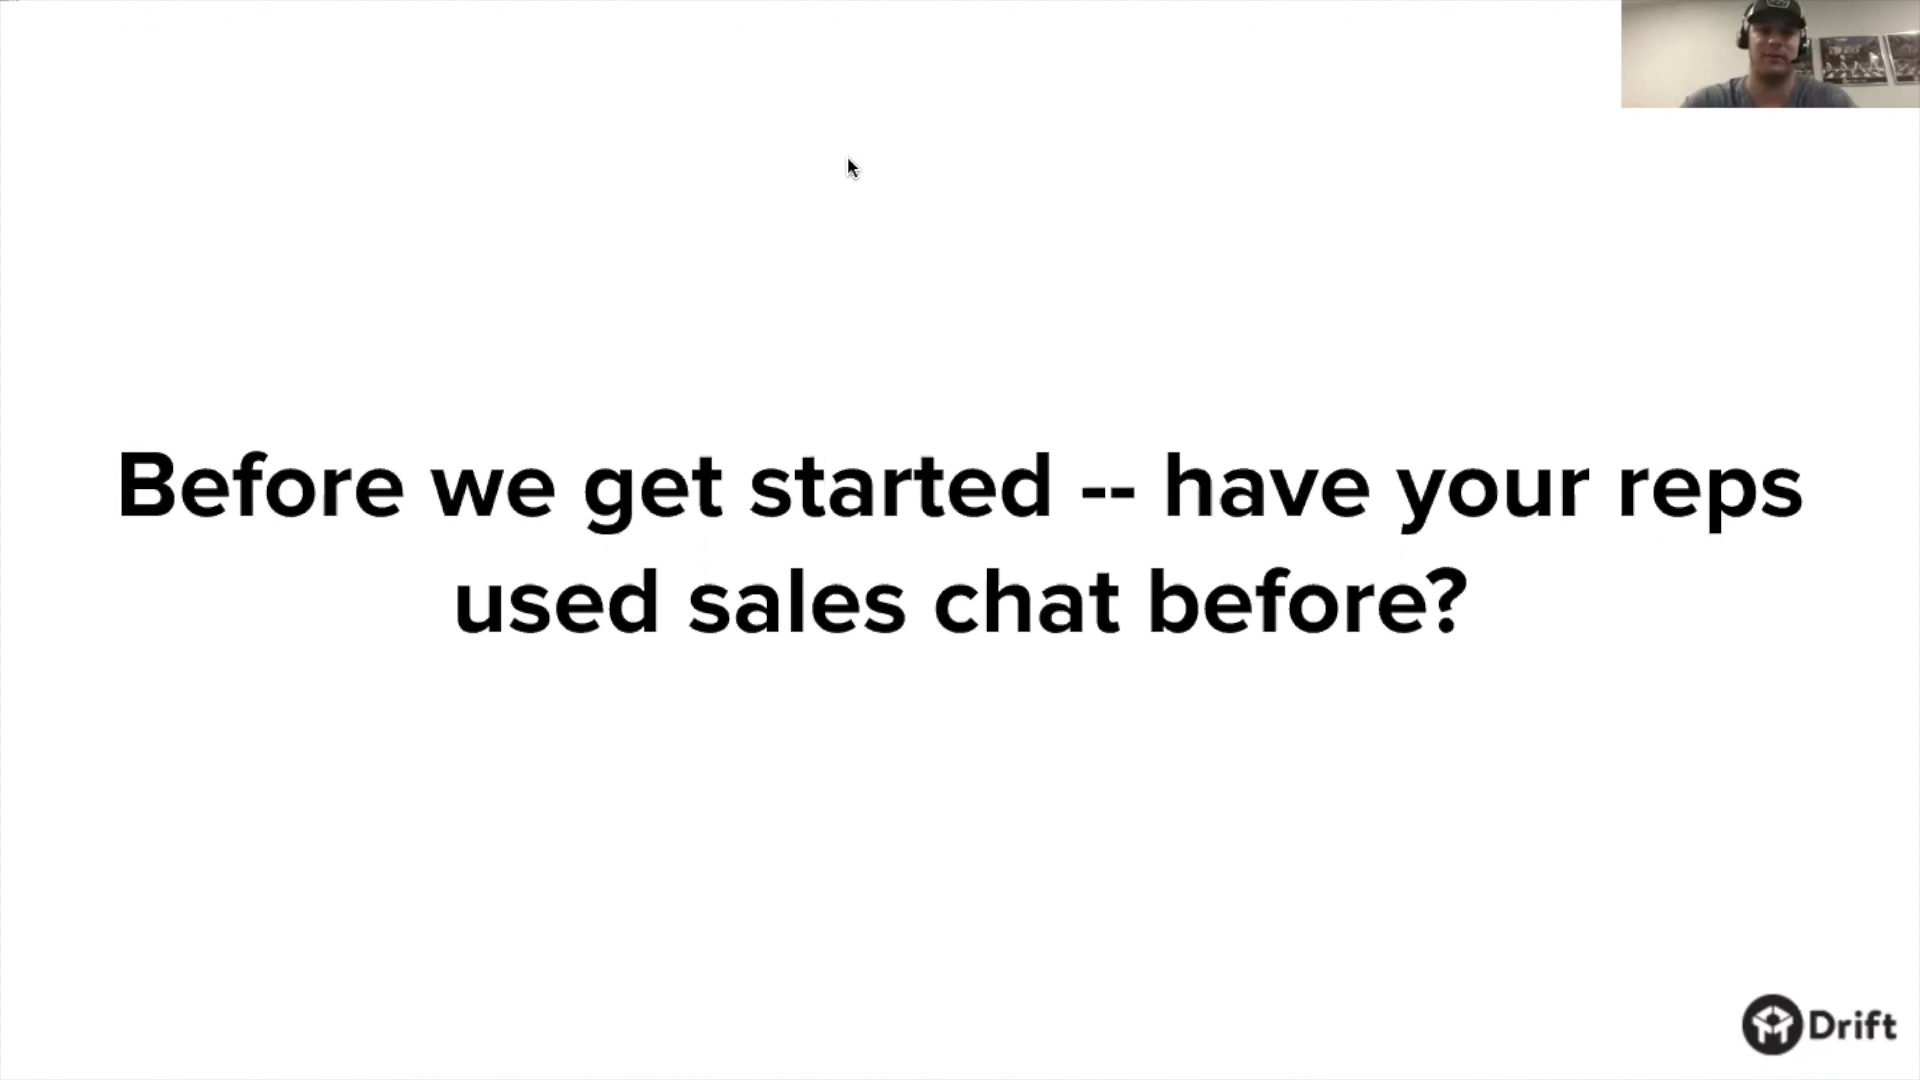 Before we get started -- have your reps
used sales chat before?
Drift